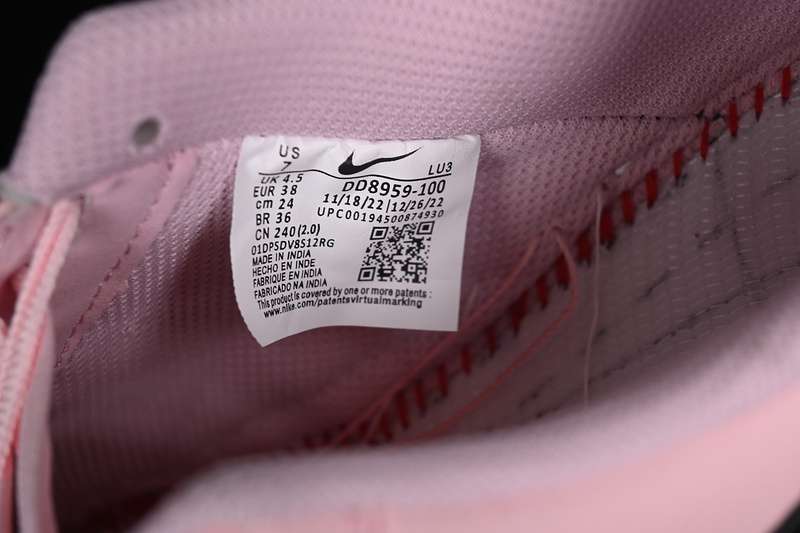 US
7
LU3
UK 4.5
EUR 38
cm 24
BR 36
CN 240 (2.0)
DD8959-100
11/18/22 | 12/26/22
UPC00194500874930
01DPSDV8S12RG
MADE IN INDIA
HECHO EN INDE
FABRIQUE EN INDIA
FABRICADO NA INDIA
This product is covered by one or more patents :
www.nike.com/patentsvirtualmarking